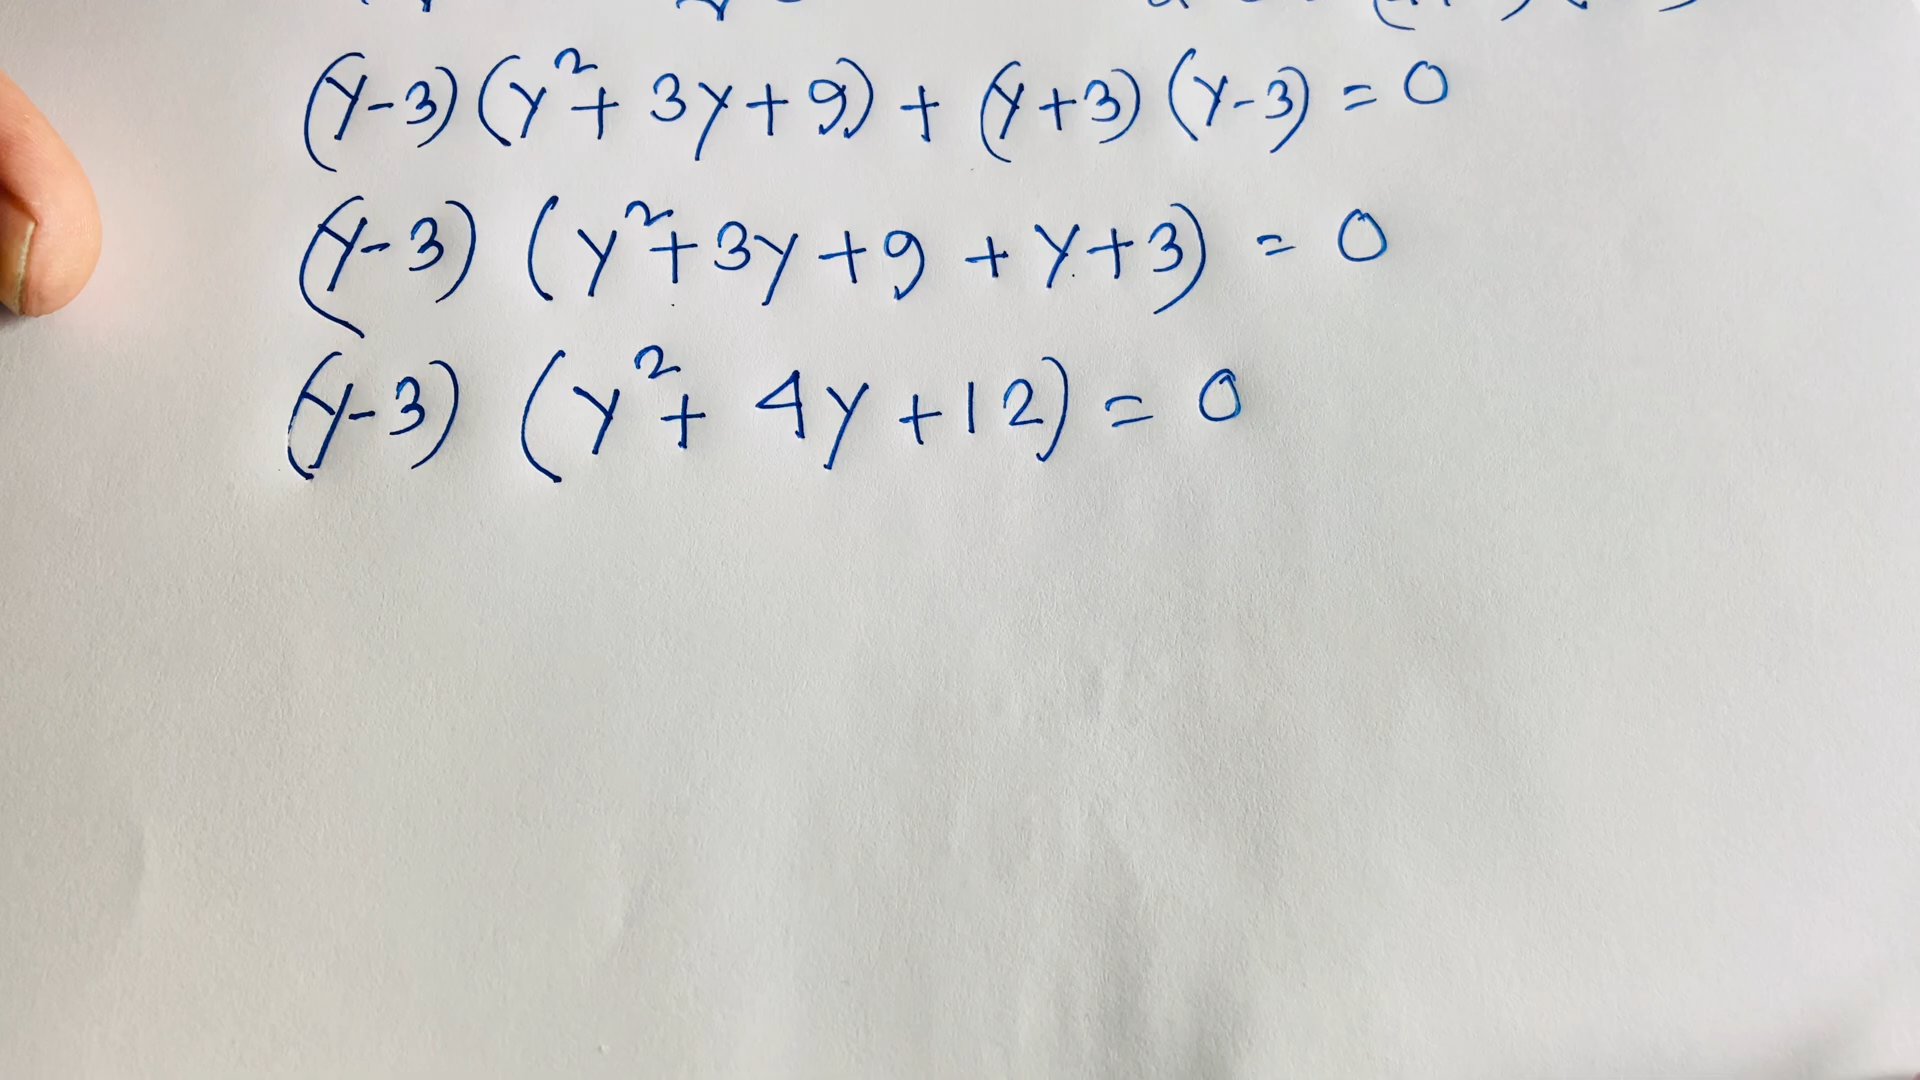 (y-3)(y²+ 3y+9) + (y+3)(y-3) = 0
(y-3) (y²+3y+9 + y+3) = 0
(y-3) (y²+ 4y+12) = 0